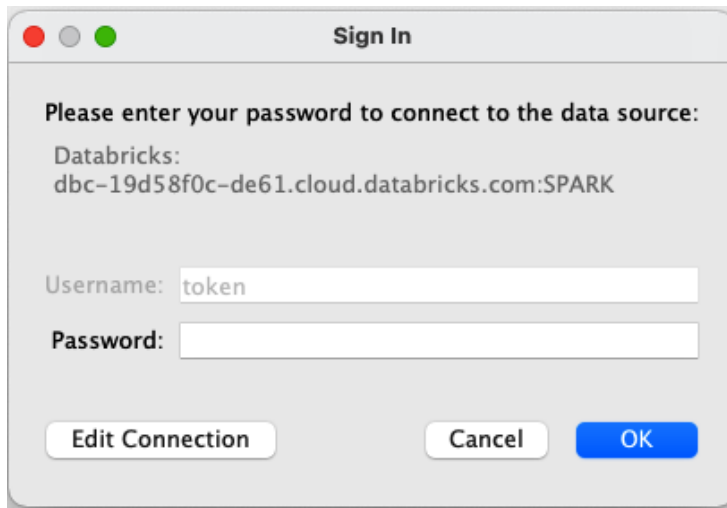 Sign In
Please enter your password to connect to the data source:
Databricks:
dbc-19d58f0c-de61.cloud.databricks.com:SPARK
Username: token
Password:
Edit Connection Cancel OK